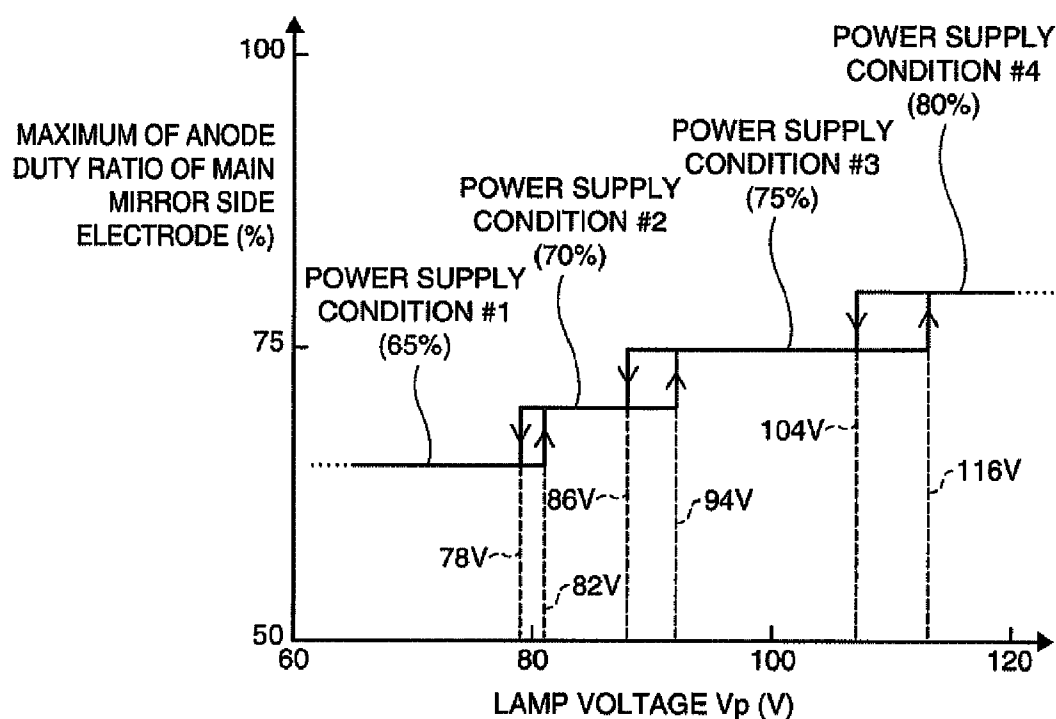 100
75
50
MAXIMUM OF ANODE
DUTY RATIO OF MAIN
MIRROR SIDE
ELECTRODE (%)
POWER SUPPLY
CONDITION #1
(65%)
POWER SUPPLY
CONDITION #2
(70%)
POWER SUPPLY
CONDITION #3
(75%)
POWER SUPPLY
CONDITION #4
(80%)
78V
82V
86V
94V
104V
116V
60
80
100
120
LAMP VOLTAGE Vp (V)